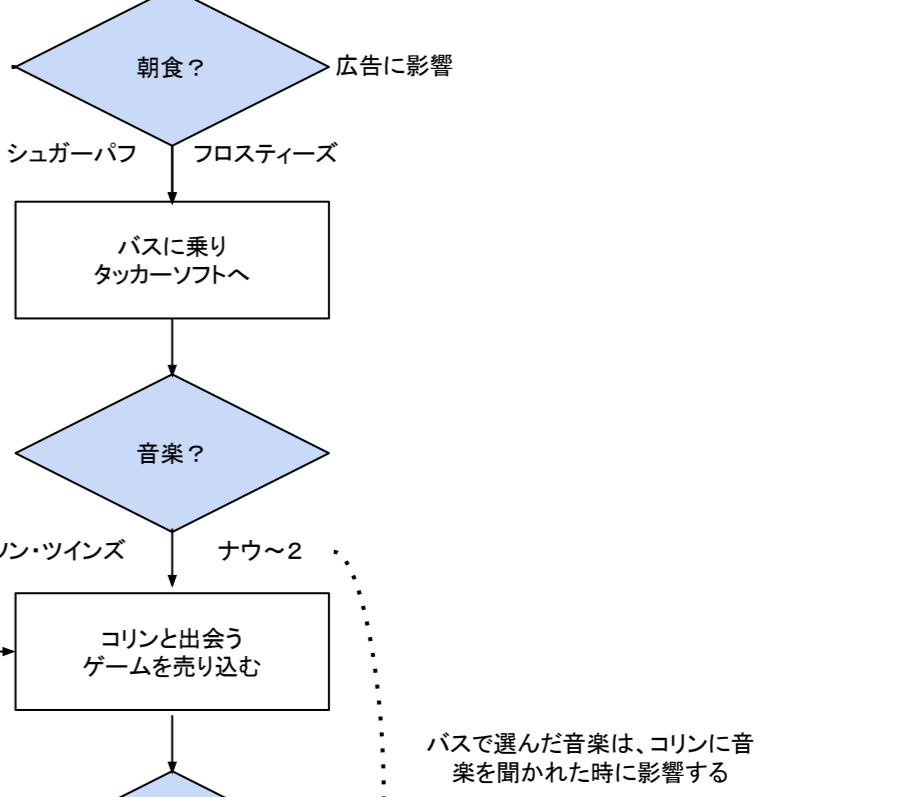 朝食？
広告に影響
シュガーパフ
フロスティーズ
バスに乗り
タッカーソフトへ
音楽？
ソン・ツインズ
ナウ～２
コリンと出会う
ゲームを売り込む
バスで選んだ音楽は、コリンに音
楽を聞かれた時に影響する